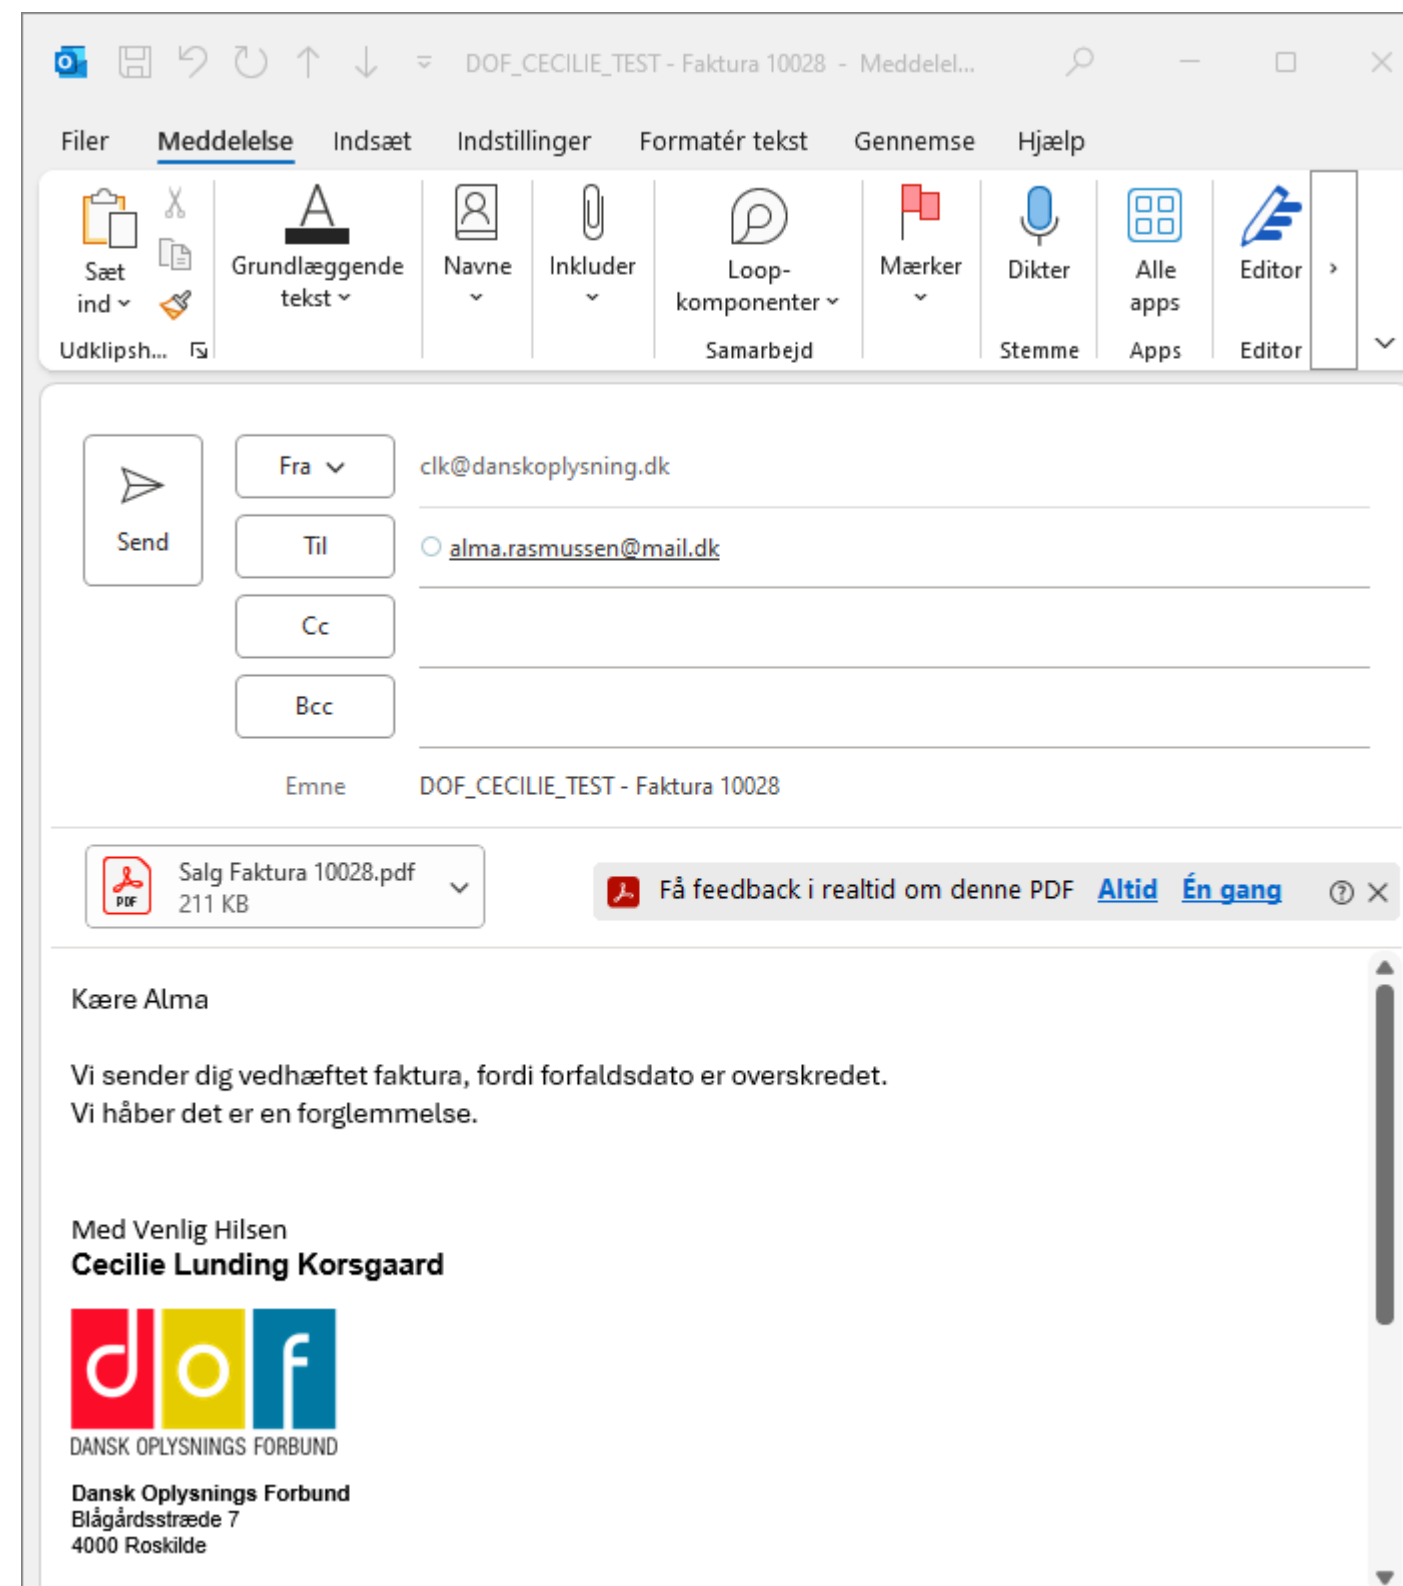 DOF_CECILIE_TEST - Faktura 10028 - Meddelel...
Filer Meddelelse Indsæt Indstillinger Formatér tekst Gennemse Hjælp
Sæt ind
Grundlæggende tekst
Navne
Inkluder
Loop-komponenter
Mærker
Dikter
Alle apps
Editor
Udklipsh... Samarbejd Stemme Apps Editor
Send
Fra clk@danskoplysning.dk
Til alma.rasmussen@mail.dk
Cc
Bcc
Emne DOF_CECILIE_TEST - Faktura 10028
PDF
Salg Faktura 10028.pdf
211 KB
Få feedback i realtid om denne PDF Altid Én gang
Kære Alma
Vi sender dig vedhæftet faktura, fordi forfaldsdato er overskredet.
Vi håber det er en forglemmelse.
Med Venlig Hilsen
Cecilie Lunding Korsgaard
dof
DANSK OPLYSNINGS FORBUND
Dansk Oplysnings Forbund
Blågårdsstræde 7
4000 Roskilde